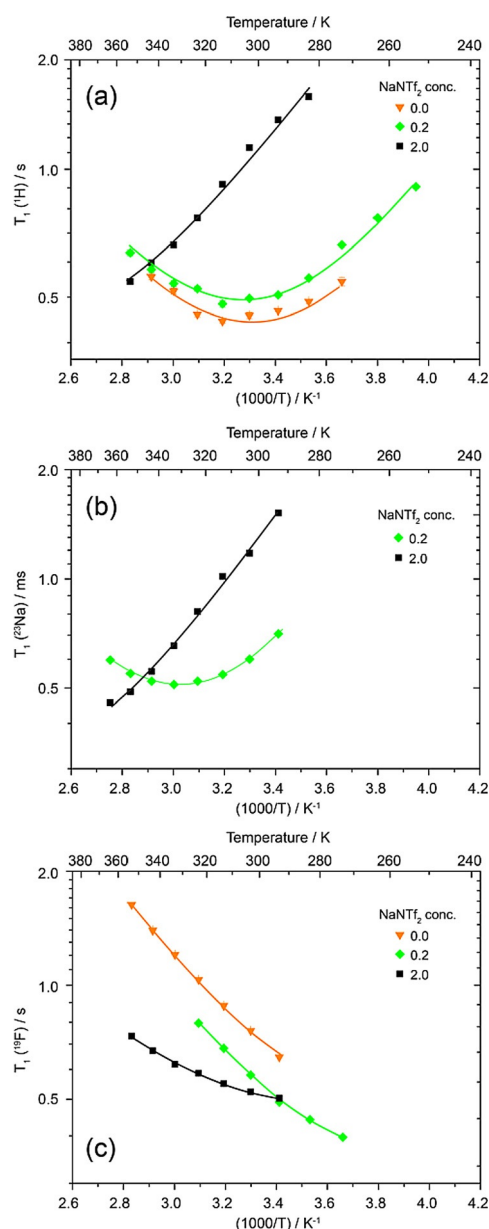 Temperature / K
380 360 340 320 300 280 260 240
2.0
(a)
NaNTf₂ conc.
0.0
0.2
2.0
1.0
T₁ (¹H) / s
0.5
2.6 2.8 3.0 3.2 3.4 3.6 3.8 4.0 4.2
(1000/T) / K⁻¹
Temperature / K
380 360 340 320 300 280 260 240
2.0
(b)
NaNTf₂ conc.
0.2
2.0
1.0
T₁ (²³Na) / ms
0.5
2.6 2.8 3.0 3.2 3.4 3.6 3.8 4.0 4.2
(1000/T) / K⁻¹
Temperature / K
380 360 340 320 300 280 260 240
2.0
NaNTf₂ conc.
0.0
0.2
2.0
1.0
T₁ (¹⁹F) / s
0.5
(c)
2.6 2.8 3.0 3.2 3.4 3.6 3.8 4.0 4.2
(1000/T) / K⁻¹